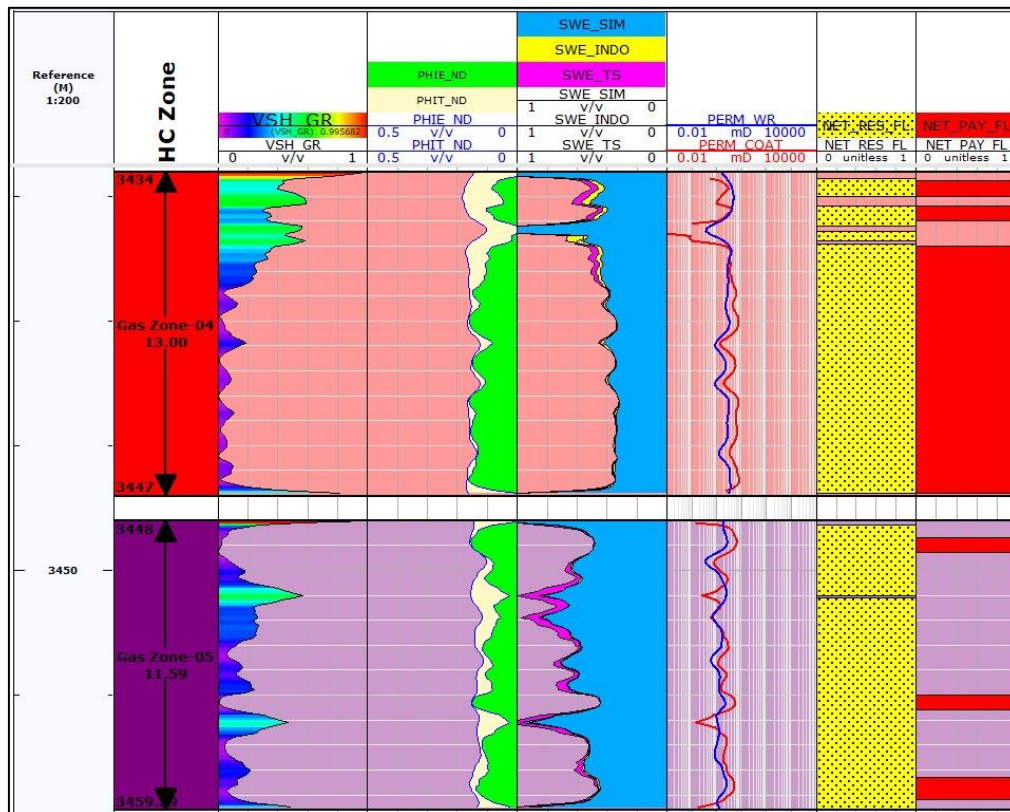 Reference
(M)
1:200
HC Zone
VSH_GR
(VSH_GR) 0.995682
VSH_GR
0 v/v 1
PHIE_ND
PHIT_ND
PHIE_ND
0.5 v/v 0
PHIT_ND
0.5 v/v 0
SWE_SIM
SWE_INDO
SWE_TS
SWE_SIM
1 v/v 0
SWE_INDO
1 v/v 0
SWE_TS
1 v/v 0
PERM_WR
0.01 mD 10000
PERM_COAT
0.01 mD 10000
NET_RES_FL
NET_RES_FL
0 unitless 1
NET_PAY_FL
NET_PAY_FL
0 unitless 1
3434
Gas Zone-04
13.00
3447
3448
3450
Gas Zone-05
11.59